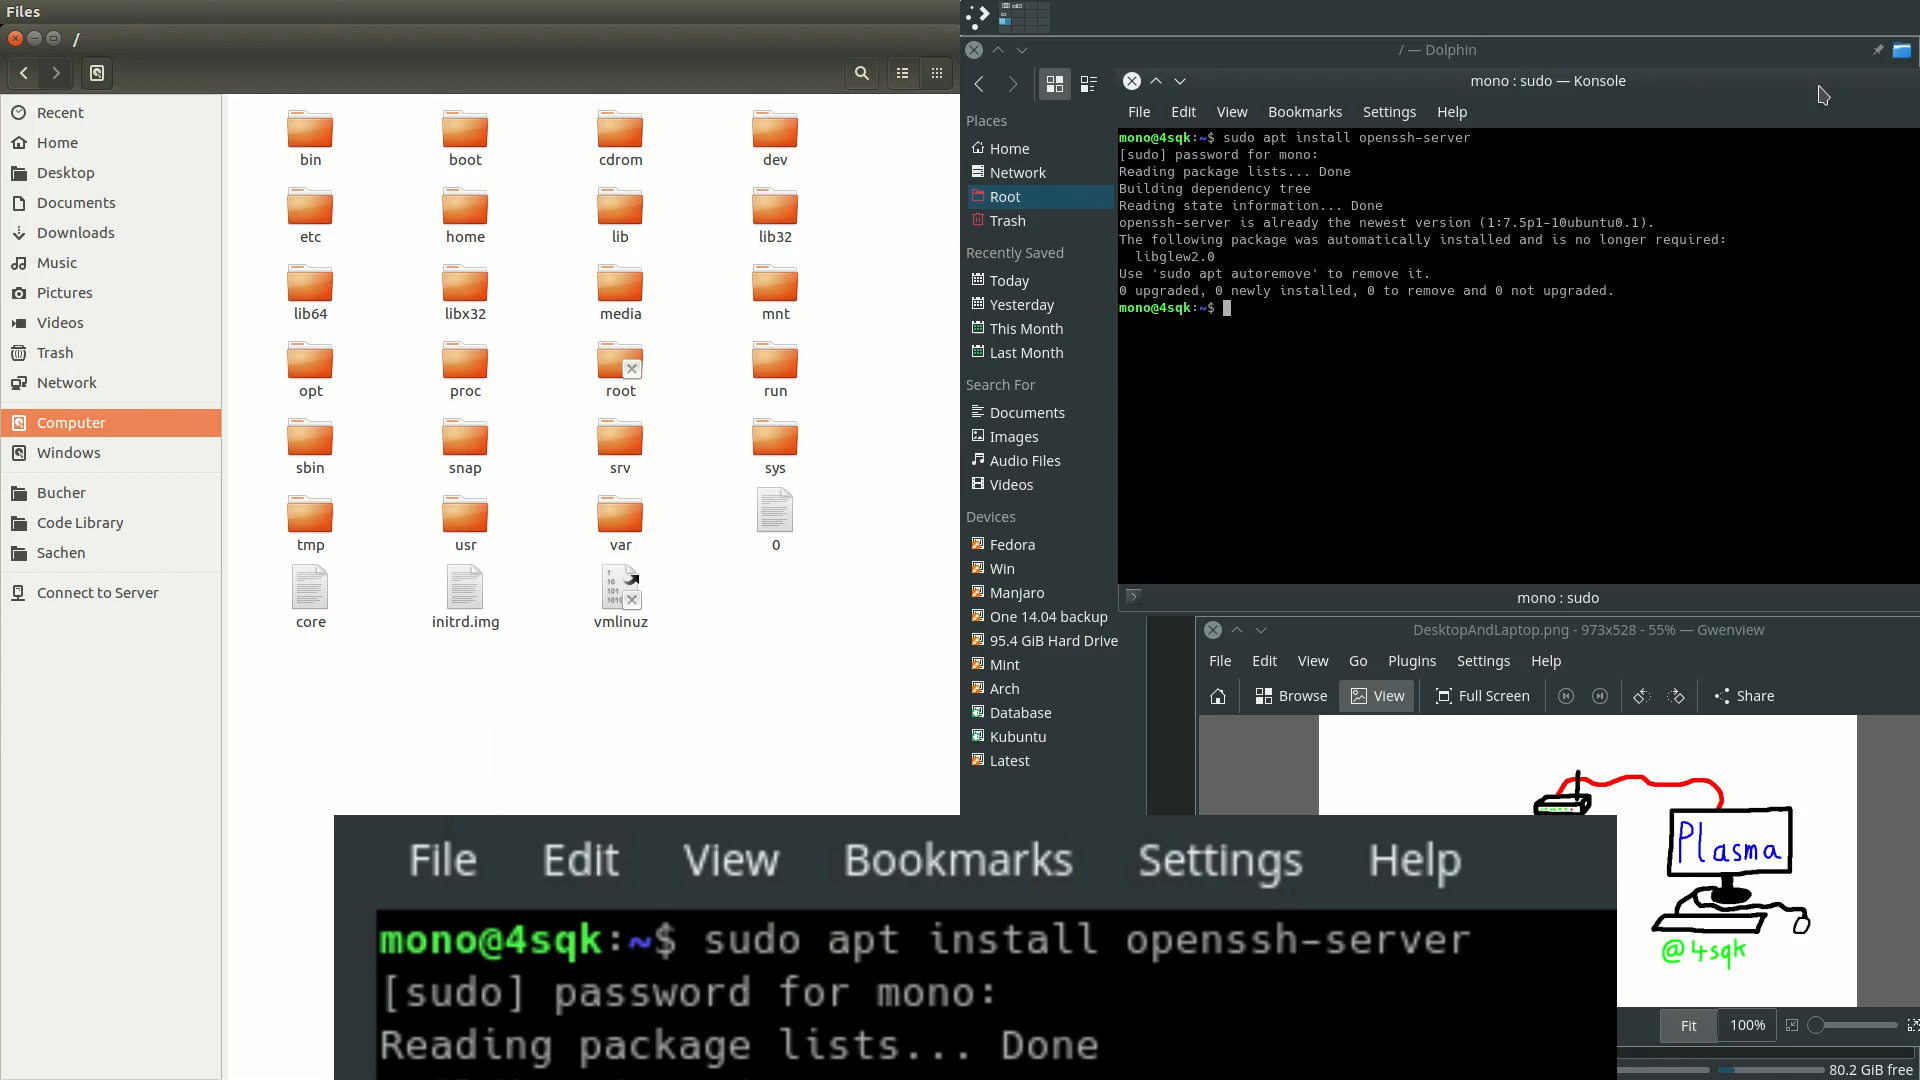 Files
/
Recent
Home
Desktop
Documents
Downloads
Music
Pictures
Videos
Trash
Network
Computer
Windows
Bucher
Code Library
Sachen
Connect to Server
bin
boot
cdrom
dev
etc
home
lib
lib32
lib64
libx32
media
mnt
opt
proc
root
run
sbin
snap
srv
sys
tmp
usr
var
0
core
initrd.img
vmlinuz
/ — Dolphin
Places
Home
Network
Root
Trash
Recently Saved
Today
Yesterday
This Month
Last Month
Search For
Documents
Images
Audio Files
Videos
Devices
Fedora
Win
Manjaro
One 14.04 backup
95.4 GiB Hard Drive
Mint
Arch
Database
Kubuntu
Latest
mono : sudo — Konsole
File Edit View Bookmarks Settings Help
mono@4sqk:~$ sudo apt install openssh-server
[sudo] password for mono:
Reading package lists... Done
Building dependency tree
Reading state information... Done
openssh-server is already the newest version (1:7.5p1-10ubuntu0.1).
The following package was automatically installed and is no longer required:
libglew2.0
Use 'sudo apt autoremove' to remove it.
0 upgraded, 0 newly installed, 0 to remove and 0 not upgraded.
mono@4sqk:~$
mono : sudo
DesktopAndLaptop.png - 973x528 - 55% — Gwenview
File Edit View Go Plugins Settings Help
Browse View Full Screen Share
Plasma
@4sqk
Fit 100%
80.2 GiB free
File Edit View Bookmarks Settings Help
mono@4sqk:~$ sudo apt install openssh-server
[sudo] password for mono:
Reading package lists... Done